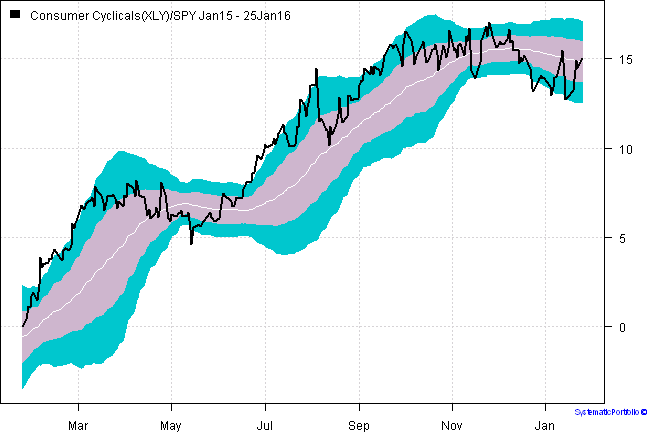 Consumer Cyclicals(XLY)/SPY Jan15 - 25Jan16
15
10
5
0
Mar May Jul Sep Nov Jan
SystematicPortfolio ©